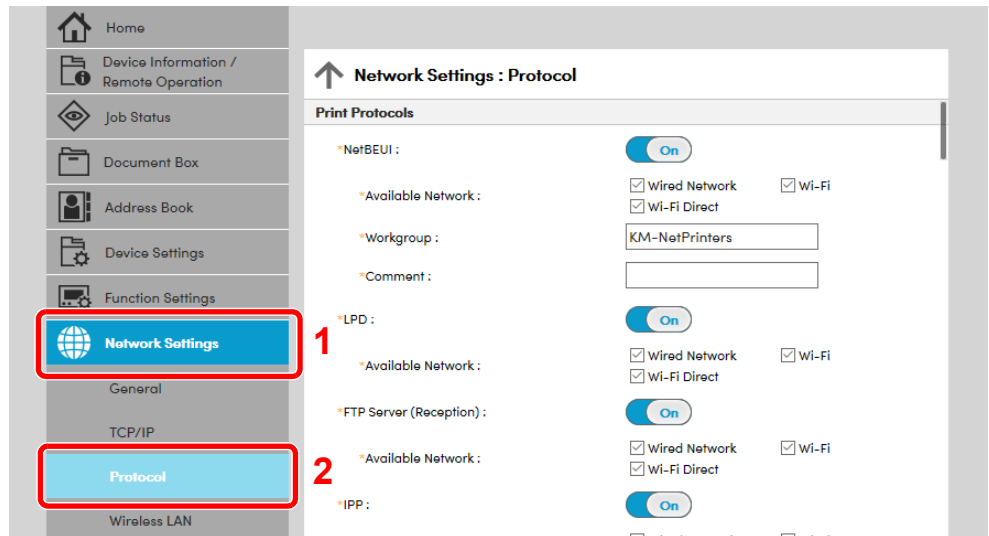 Home
Device Information /
Remote Operation
Job Status
Document Box
Address Book
Device Settings
Function Settings
Network Settings
1
General
TCP/IP
Protocol
2
Wireless LAN
Network Settings : Protocol
Print Protocols
*NetBEUI :
On
*Available Network :
Wired Network
Wi-Fi
Wi-Fi Direct
*Workgroup :
KM-NetPrinters
*Comment :
*LPD :
On
*Available Network :
Wired Network
Wi-Fi
Wi-Fi Direct
*FTP Server (Reception) :
On
*Available Network :
Wired Network
Wi-Fi
Wi-Fi Direct
*IPP :
On